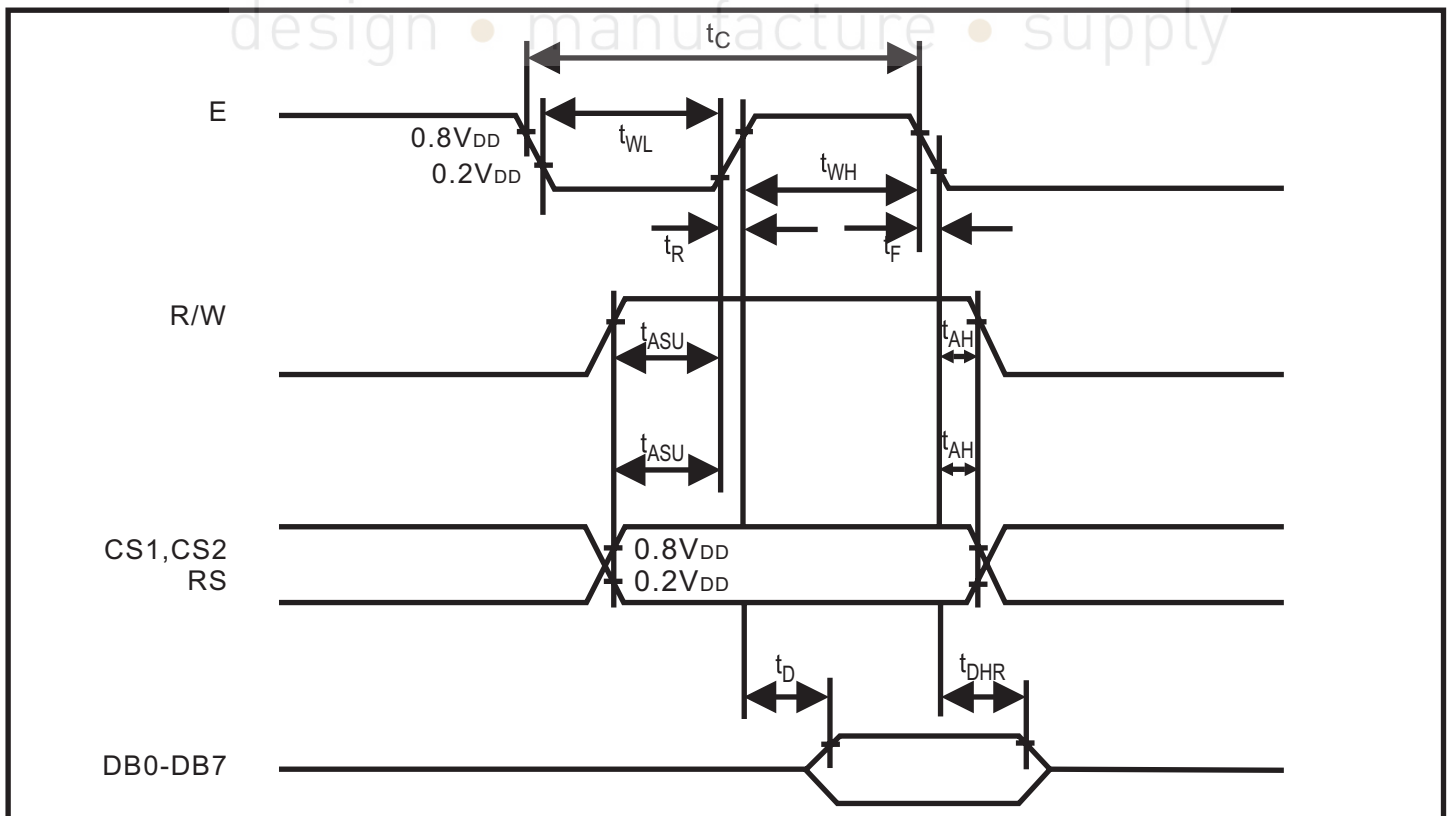 design • manufacture • supply
tC
E
0.8VDD
tWL
0.2VDD
tWH
tR
tF
R/W
tASU
tAH
tASU
tAH
CS1,CS2
0.8VDD
RS
0.2VDD
tD
tDHR
DB0-DB7